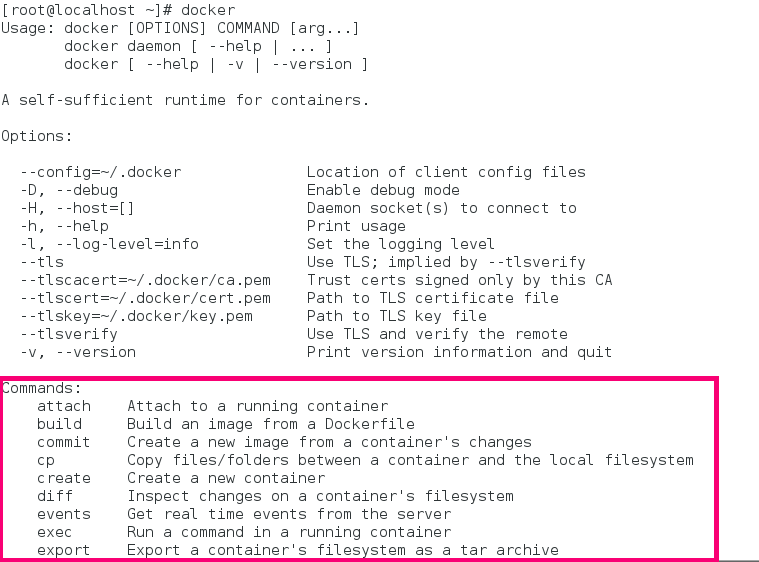 [root@localhost ~]# docker
Usage: docker [OPTIONS] COMMAND [arg...]
       docker daemon [ --help | ... ]
       docker [ --help | -v | --version ]

A self-sufficient runtime for containers.

Options:

  --config=~/.docker              Location of client config files
  -D, --debug                     Enable debug mode
  -H, --host=[]                   Daemon socket(s) to connect to
  -h, --help                      Print usage
  -l, --log-level=info            Set the logging level
  --tls                           Use TLS; implied by --tlsverify
  --tlscacert=~/.docker/ca.pem    Trust certs signed only by this CA
  --tlscert=~/.docker/cert.pem    Path to TLS certificate file
  --tlskey=~/.docker/key.pem      Path to TLS key file
  --tlsverify                     Use TLS and verify the remote
  -v, --version                   Print version information and quit

Commands:
    attach    Attach to a running container
    build     Build an image from a Dockerfile
    commit    Create a new image from a container's changes
    cp        Copy files/folders between a container and the local filesystem
    create    Create a new container
    diff      Inspect changes on a container's filesystem
    events    Get real time events from the server
    exec      Run a command in a running container
    export    Export a container's filesystem as a tar archive